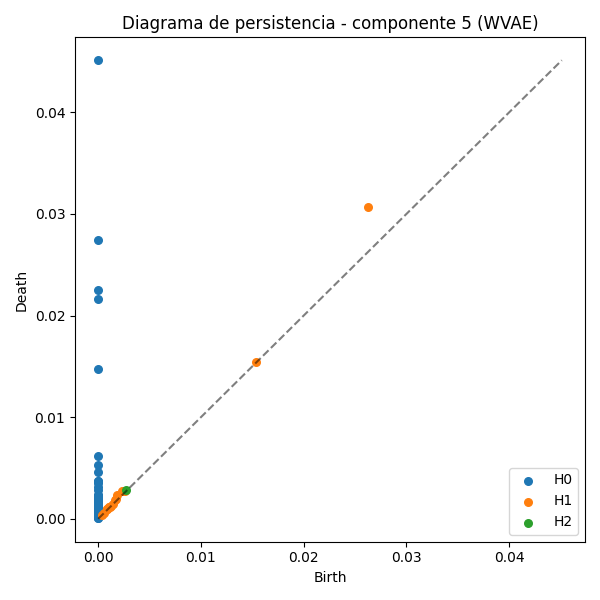 Diagrama de persistencia - componente 5 (WVAE)
Death
0.04
0.03
0.02
0.01
0.00
0.00 0.01 0.02 0.03 0.04
Birth
H0
H1
H2